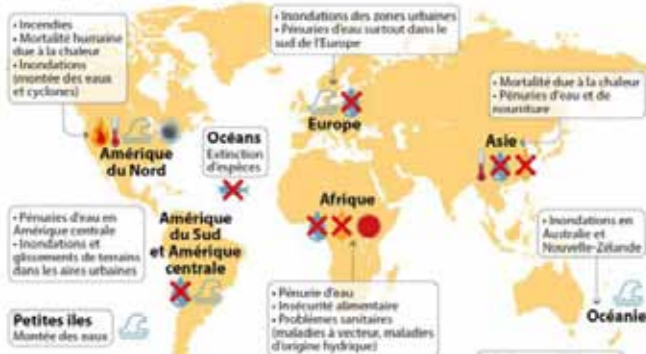 • Incendies
• Mortalité humaine
due à la chaleur
• Inondations
(montée des eaux
et cyclones)
Amérique
du Nord
• Inondations des zones urbaines
• Pénuries d'eau surtout dans le
sud de l'Europe
Europe
• Mortalité due à la chaleur
• Pénuries d'eau et de
nourriture
Asie
Océans
Extinction
d'espèces
• Pénuries d'eau en
Amérique centrale
• Inondations et
glissements de terrains
dans les aires urbaines
Amérique
du Sud
et Amérique
centrale
Afrique
• Pénurie d'eau
• Insécurité alimentaire
• Problèmes sanitaires
(maladies à vecteur, maladies
d'origine hydrique)
• Inondations en
Australie et
Nouvelle-Zélande
Océanie
Petites îles
Montée des eaux